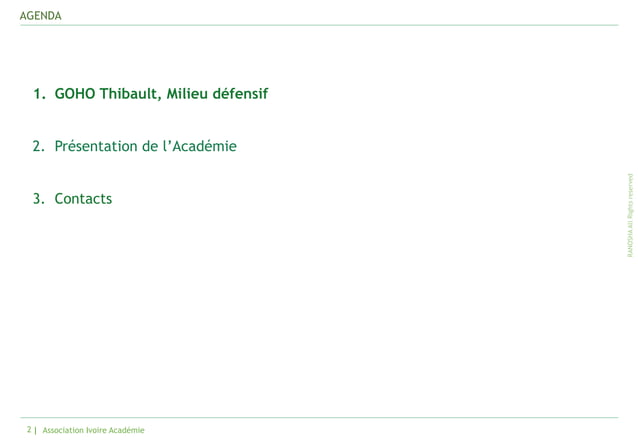 AGENDA
1. GOHO Thibault, Milieu défensif
2. Présentation de l’Académie
3. Contacts
RANOSHA All Rights reserved
2 | Association Ivoire Académie